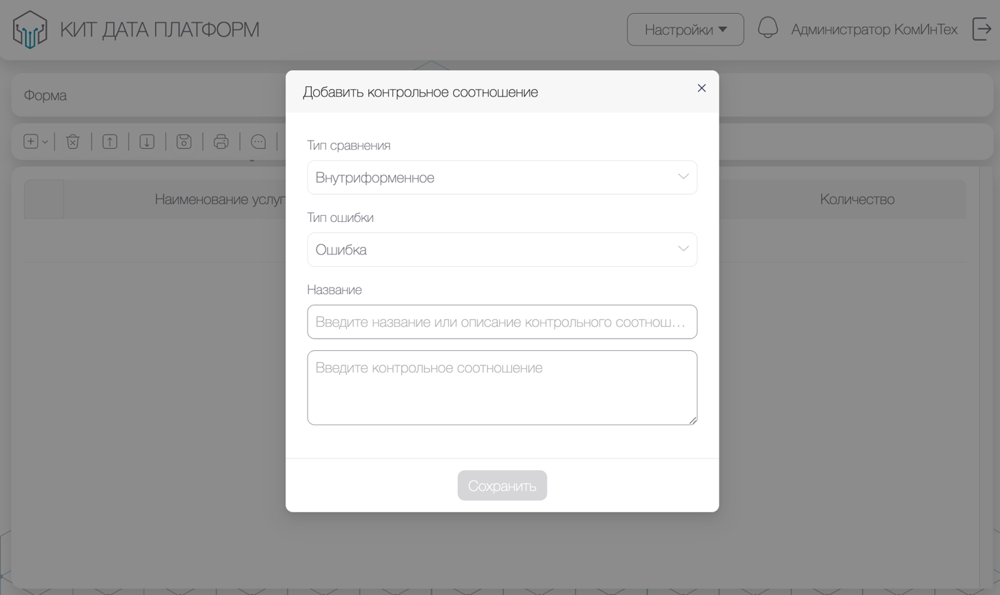 КИТ ДАТА ПЛАТФОРМ
Настройки
Администратор КомИнТех
Форма
Добавить контрольное соотношение
Тип сравнения
Внутриформенное
Тип ошибки
Ошибка
Название
Введите название или описание контрольного соотнош...
Введите контрольное соотношение
Сохранить
Наименование услуг
Количество